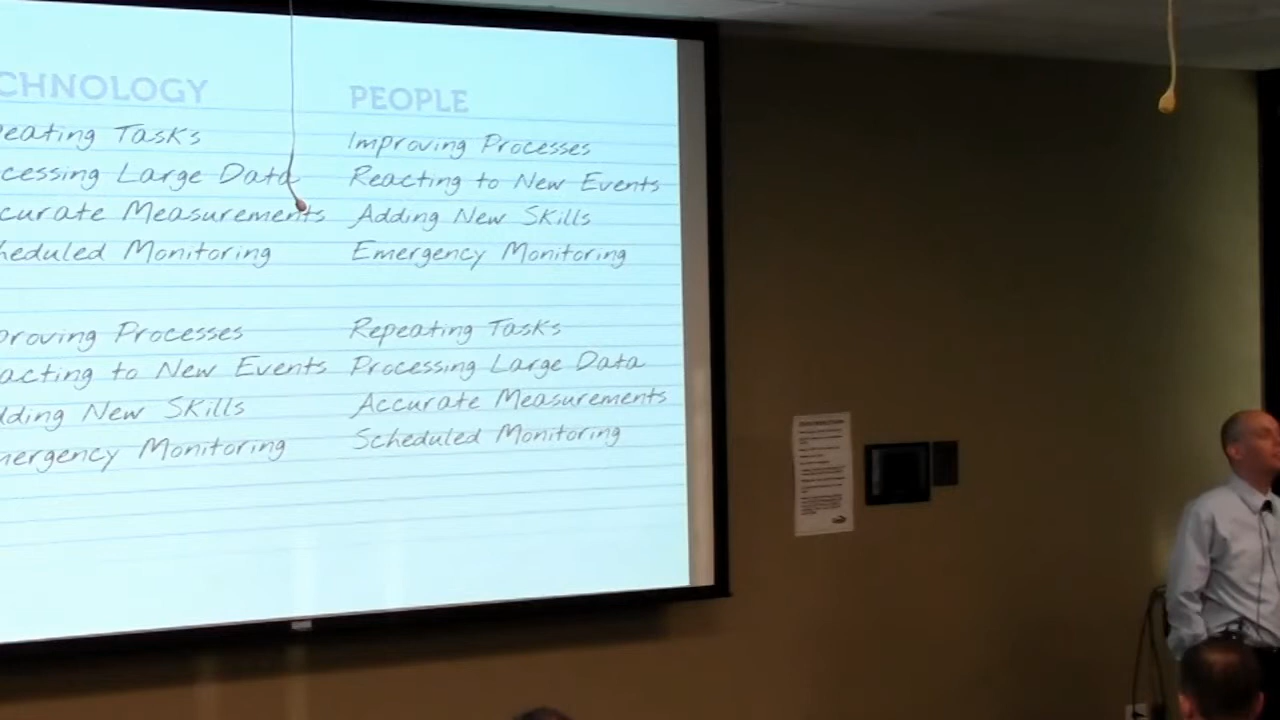 CHNOLOGY PEOPLE
eating Tasks Improving Processes
cessing Large Data Reacting to New Events
curate Measurements Adding New Skills
heduled Monitoring Emergency Monitoring
proving Processes Repeating Tasks
acting to New Events Processing Large Data
dding New Skills Accurate Measurements
mergency Monitoring Scheduled Monitoring